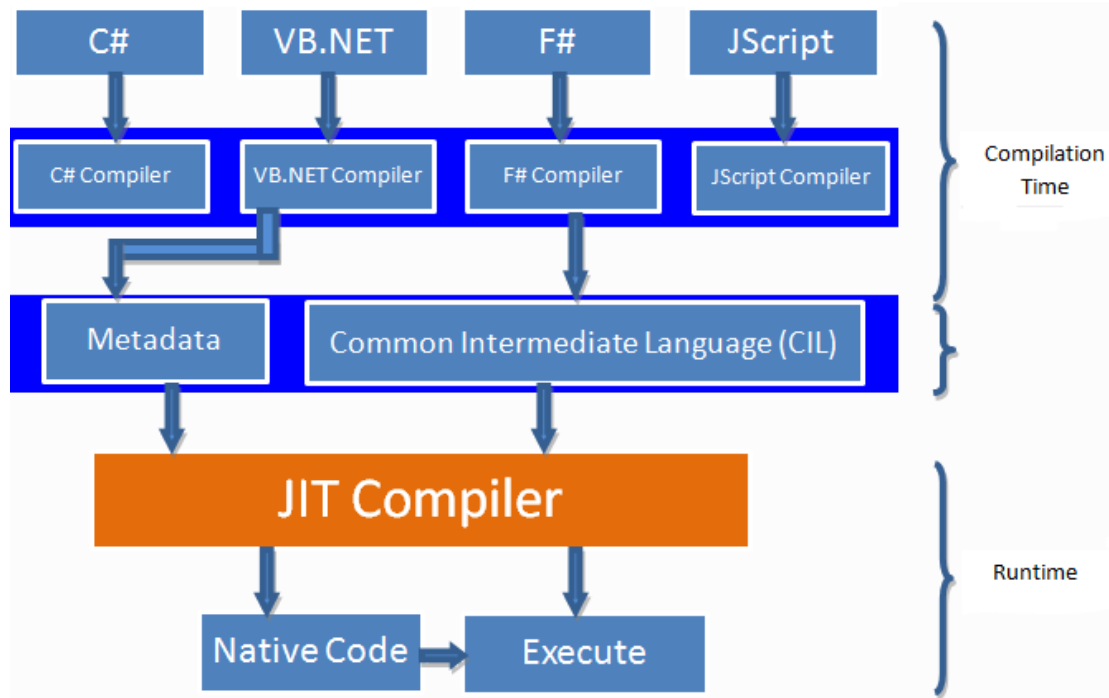 C#
VB.NET
F#
JScript
C# Compiler
VB.NET Compiler
F# Compiler
JScript Compiler
Compilation
Time
Metadata
Common Intermediate Language (CIL)
JIT Compiler
Runtime
Native Code
Execute